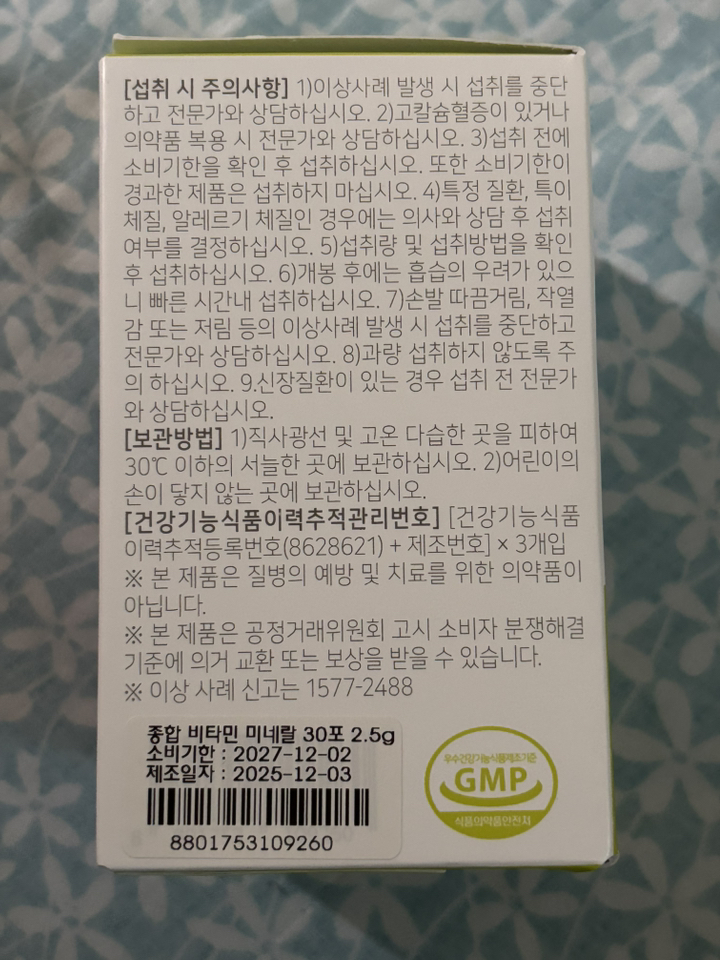 [섭취 시 주의사항] 1)이상사례 발생 시 섭취를 중단
하고 전문가와 상담하십시오. 2)고칼슘혈증이 있거나
의약품 복용 시 전문가와 상담하십시오. 3)섭취 전에
소비기한을 확인 후 섭취하십시오. 또한 소비기한이
경과한 제품은 섭취하지 마십시오. 4)특정 질환, 특이
체질, 알레르기 체질인 경우에는 의사와 상담 후 섭취
여부를 결정하십시오. 5)섭취량 및 섭취방법을 확인
후 섭취하십시오. 6)개봉 후에는 흡습의 우려가 있으
니 빠른 시간내 섭취하십시오. 7)손발 따끔거림, 작열
감 또는 저림 등의 이상사례 발생 시 섭취를 중단하고
전문가와 상담하십시오. 8)과량 섭취하지 않도록 주
의 하십시오. 9.신장질환이 있는 경우 섭취 전 전문가
와 상담하십시오.
[보관방법] 1)직사광선 및 고온 다습한 곳을 피하여
30℃ 이하의 서늘한 곳에 보관하십시오. 2)어린이의
손이 닿지 않는 곳에 보관하십시오.
[건강기능식품이력추적관리번호] [건강기능식품
이력추적등록번호(8628621) + 제조번호] × 3개입
※ 본 제품은 질병의 예방 및 치료를 위한 의약품이
아닙니다.
※ 본 제품은 공정거래위원회 고시 소비자 분쟁해결
기준에 의거 교환 또는 보상을 받을 수 있습니다.
※ 이상 사례 신고는 1577-2488
종합 비타민 미네랄 30포 2.5g
소비기한 : 2027-12-02
제조일자 : 2025-12-03
8801753109260
우수건강기능식품제조기준
GMP
식품의약품안전처